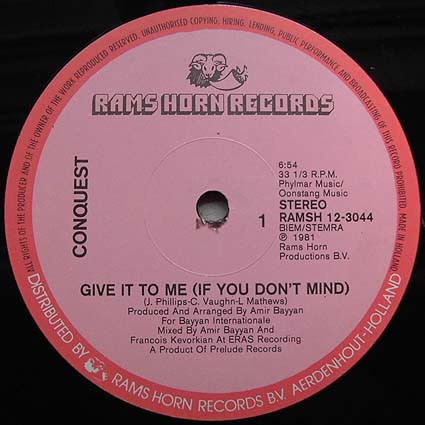 ALL RIGHTS OF THE PRODUCER AND OF THE OWNER OF THE WORK REPRODUCED RESERVED. UNAUTHORISED COPYING, HIRING, LENDING, PUBLIC PERFORMANCE AND BROADCASTING OF THIS RECORD PROHIBITED. MADE IN HOLLAND
RAMS HORN RECORDS
CONQUEST
6:54
33 1/3 R.P.M.
Phylmar Music/
Oonstang Music
STEREO
1
RAMSH 12-3044
BIEM/STEMRA
℗ 1981
Rams Horn
Productions B.V.
GIVE IT TO ME (IF YOU DON'T MIND)
(J. Phillips-C. Vaughn-L Mathews)
Produced And Arranged By Amir Bayyan
For Bayyan Internationale
Mixed By Amir Bayyan And
Francois Kevorkian At ERAS Recording
A Product Of Prelude Records
DISTRIBUTED BY RAMS HORN RECORDS B.V. AERDENHOUT-HOLLAND